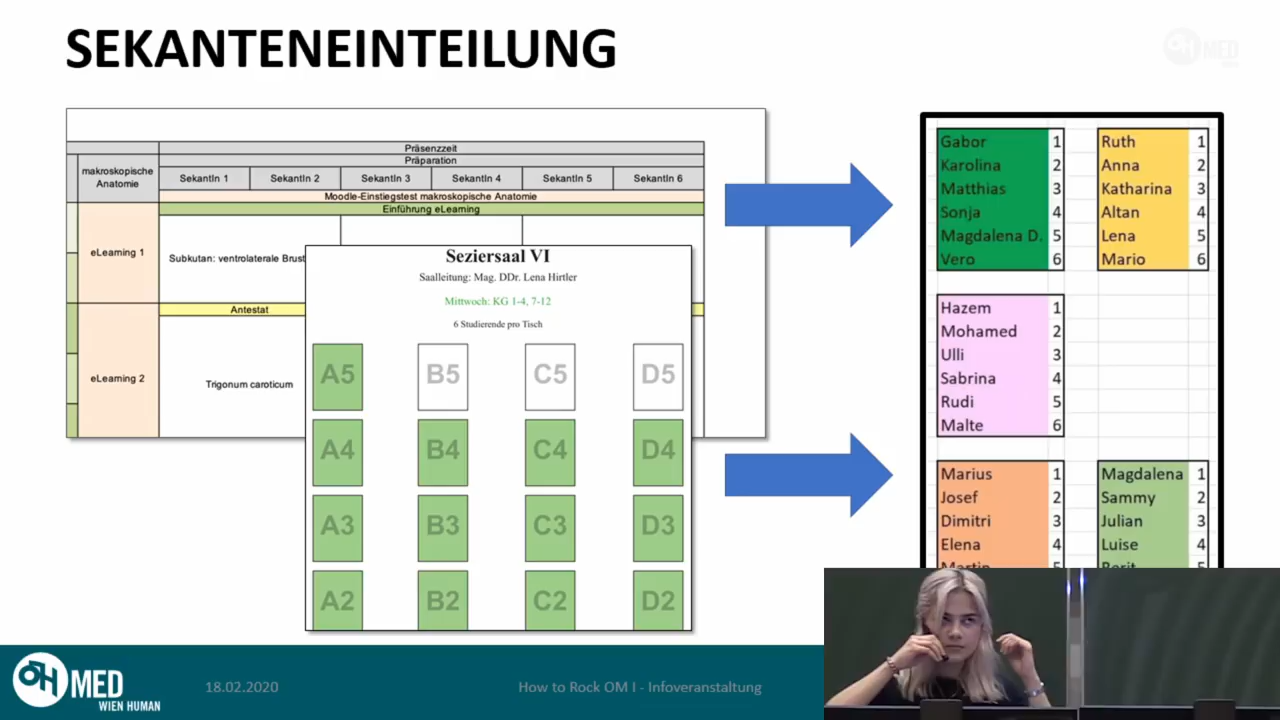 SEKANTENEINTEILUNG
ÖH MED
Präsenzzeit
Präparation
makroskopische Anatomie
SekantIn 1 SekantIn 2 SekantIn 3 SekantIn 4 SekantIn 5 SekantIn 6
Moodle-Einstiegstest makroskopische Anatomie
Einführung eLearning
eLearning 1
Subkutan: ventrolaterale Brust
Antestat
eLearning 2
Trigonum caroticum
Seziersaal VI
Saalleitung: Mag. DDr. Lena Hirtler
Mittwoch: KG 1-4, 7-12
6 Studierende pro Tisch
A5 B5 C5 D5
A4 B4 C4 D4
A3 B3 C3 D3
A2 B2 C2 D2
Gabor 1
Karolina 2
Matthias 3
Sonja 4
Magdalena D. 5
Vero 6
Ruth 1
Anna 2
Katharina 3
Altan 4
Lena 5
Mario 6
Hazem 1
Mohamed 2
Ulli 3
Sabrina 4
Rudi 5
Malte 6
Marius 1
Josef 2
Dimitri 3
Elena 4
Martin 5
Magdalena 1
Sammy 2
Julian 3
Luise 4
Berit 5
ÖH MED
WIEN HUMAN
18.02.2020
How to Rock OM I - Infoveranstaltung